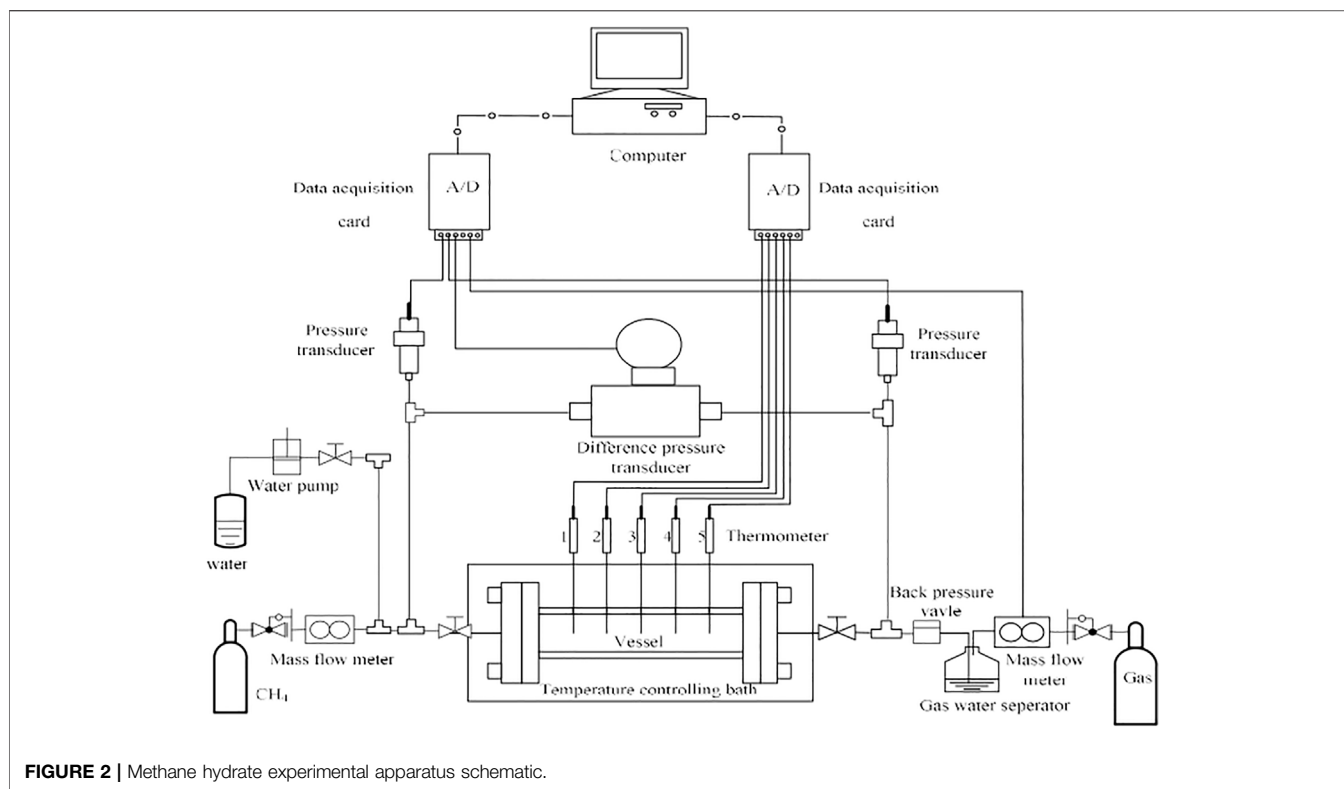 Computer
A/D
Data acquisition
card
A/D
Data acquisition
card
Pressure
transducer
Pressure
transducer
Difference pressure
transducer
Water pump
water
1 2 3 4 5 Thermometer
Back pressure
vavle
Vessel
Mass flow meter
CH₄
Temperature controlling bath
Mass flow
meter
Gas water seperator
Gas
FIGURE 2 | Methane hydrate experimental apparatus schematic.